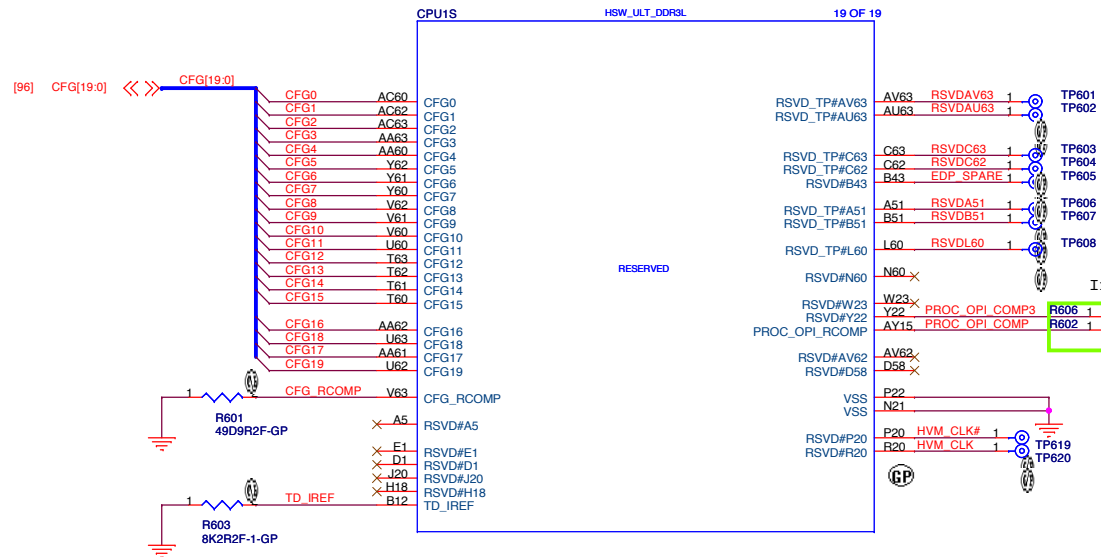 CPU1S HSW_ULT_DDR3L 19 OF 19
[96] CFG[19:0] CFG[19:0]
CFG0 AC60 CFG0
CFG1 AC62 CFG1
CFG2 AC63 CFG2
CFG3 AA63 CFG3
CFG4 AA60 CFG4
CFG5 Y62 CFG5
CFG6 Y61 CFG6
CFG7 Y60 CFG7
CFG8 V62 CFG8
CFG9 V61 CFG9
CFG10 V60 CFG10
CFG11 U60 CFG11
CFG12 T63 CFG12
CFG13 T62 CFG13
CFG14 T61 CFG14
CFG15 T60 CFG15
CFG16 AA62 CFG16
CFG18 U63 CFG18
CFG17 AA61 CFG17
CFG19 U62 CFG19
1 CFG_RCOMP V63 CFG_RCOMP
R601
49D9R2F-GP
A5 RSVD#A5
E1 RSVD#E1
D1 RSVD#D1
J20 RSVD#J20
H18 RSVD#H18
1 TD_IREF B12 TD_IREF
R603
8K2R2F-1-GP
RESERVED
RSVD_TP#AV63 AV63 RSVDAV63 1 TP601
RSVD_TP#AU63 AU63 RSVDAU63 1 TP602
RSVD_TP#C63 C63 RSVDC63 1 TP603
RSVD_TP#C62 C62 RSVDC62 1 TP604
RSVD#B43 B43 EDP_SPARE 1 TP605
RSVD_TP#A51 A51 RSVDA51 1 TP606
RSVD_TP#B51 B51 RSVDB51 1 TP607
RSVD_TP#L60 L60 RSVDL60 1 TP608
RSVD#N60 N60
RSVD#W23 W23
RSVD#Y22 Y22 PROC_OPI_COMP3 R606 1
PROC_OPI_RCOMP AY15 PROC_OPI_COMP R602 1
RSVD#AV62 AV62
RSVD#D58 D58
VSS P22
VSS N21
RSVD#P20 P20 HVM_CLK# 1 TP619
RSVD#R20 R20 HVM_CLK 1 TP620
GP